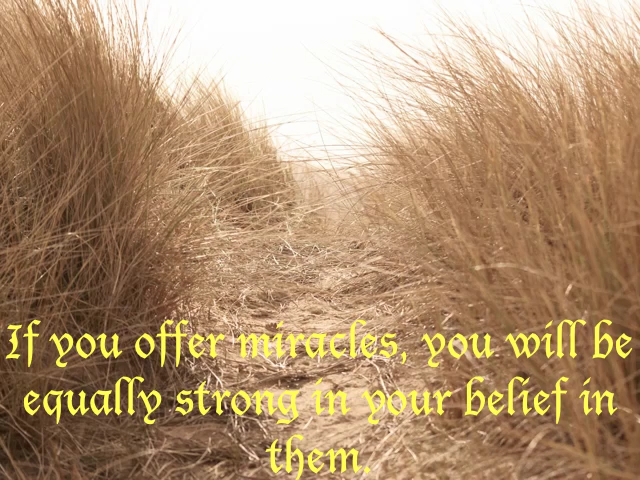 If you offer miracles, you will be
equally strong in your belief in
them.